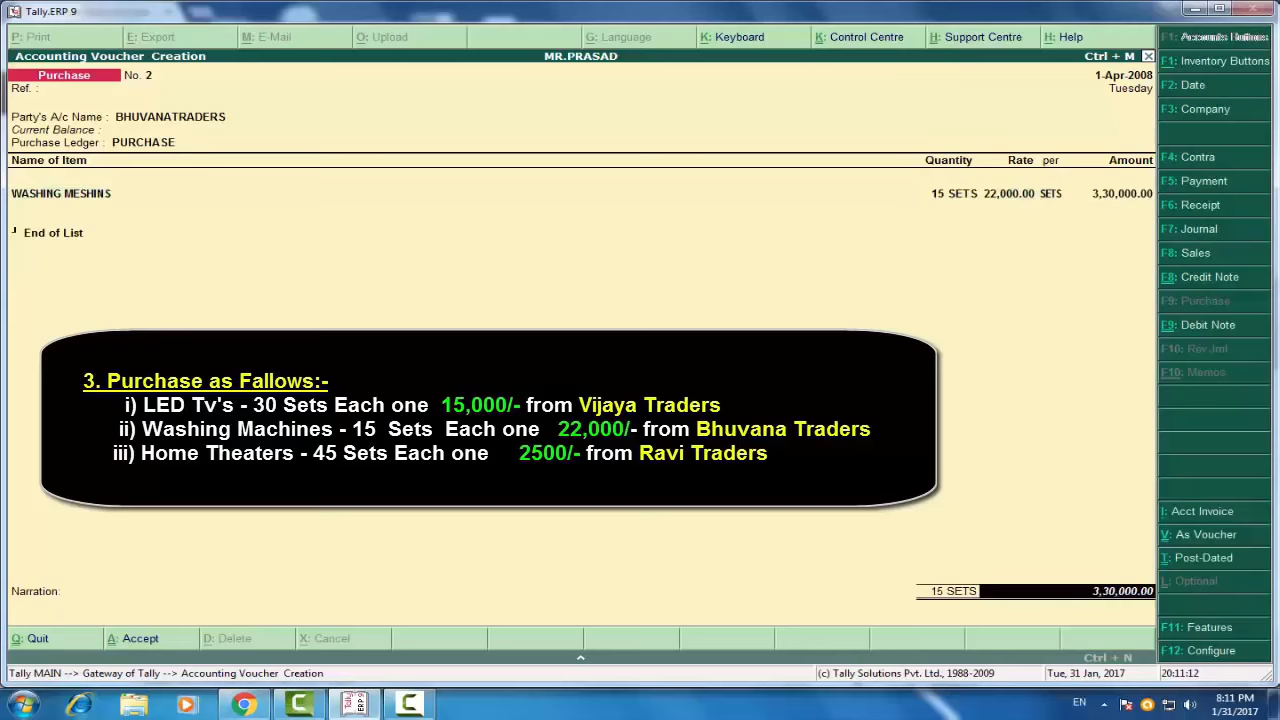 Tally.ERP 9
P: Print E: Export M: E-Mail O: Upload G: Language K: Keyboard K: Control Centre H: Support Centre H: Help
Accounting Voucher Creation MR.PRASAD Ctrl + M
Purchase No. 2 1-Apr-2008
Ref. : Tuesday
Party's A/c Name : BHUVANATRADERS
Current Balance :
Purchase Ledger : PURCHASE
Name of Item Quantity Rate per Amount
WASHING MESHINS 15 SETS 22,000.00 SETS 3,30,000.00
End of List
3. Purchase as Fallows:-
i) LED Tv's - 30 Sets Each one 15,000/- from Vijaya Traders
ii) Washing Machines - 15 Sets Each one 22,000/- from Bhuvana Traders
iii) Home Theaters - 45 Sets Each one 2500/- from Ravi Traders
Narration: 15 SETS 3,30,000.00
Q: Quit A: Accept D: Delete X: Cancel
Ctrl + N
Tally MAIN --> Gateway of Tally --> Accounting Voucher Creation (c) Tally Solutions Pvt. Ltd., 1988-2009 Tue, 31 Jan, 2017 20:11:12
F1: Inventory Buttons
F2: Date
F3: Company
F4: Contra
F5: Payment
F6: Receipt
F7: Journal
F8: Sales
F8: Credit Note
F9: Purchase
F9: Debit Note
F10: Rev Jrnl
F10: Memos
I: Acct Invoice
V: As Voucher
T: Post-Dated
L: Optional
F11: Features
F12: Configure
EN 8:11 PM
1/31/2017